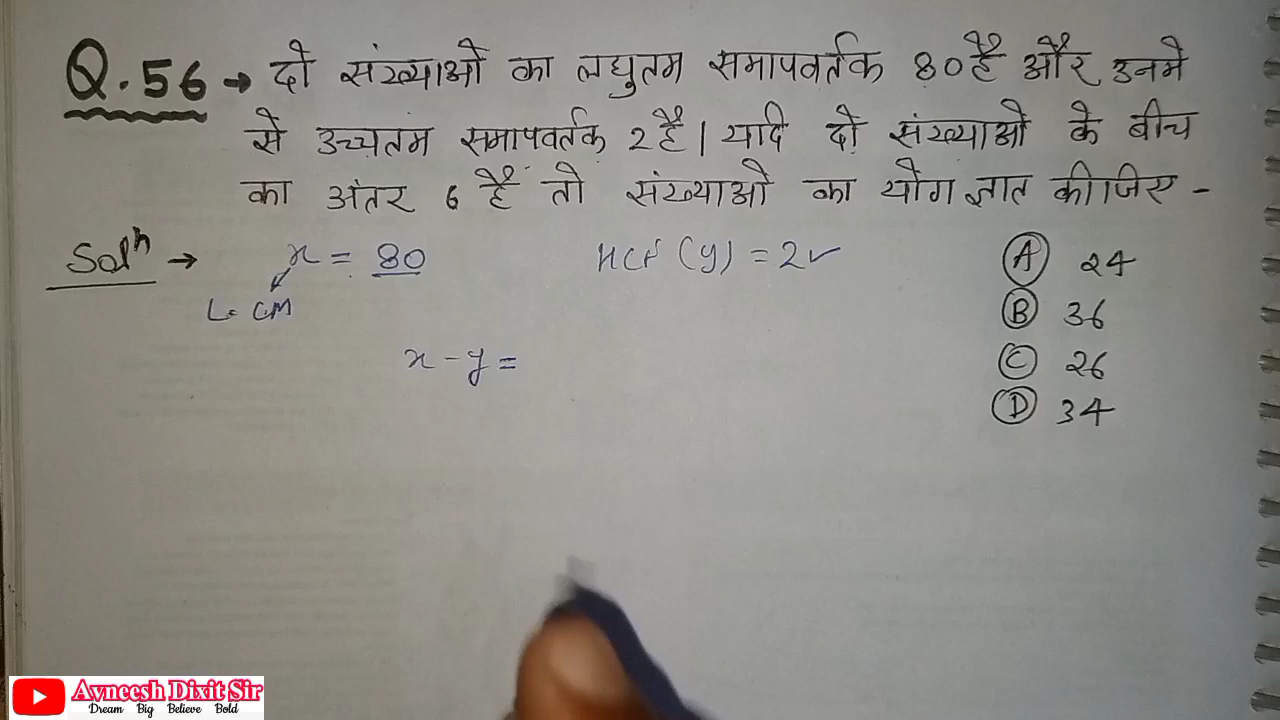 Q.56 → दो संख्याओ का लघुतम समापवर्तक 80 है और उनमे
से उच्चतम समापवर्तक 2 है। यदि दो संख्याओ के बीच
का अंतर 6 है तो संख्याओ का योग ज्ञात कीजिए -
Solⁿ → x = 80 HCF (y) = 2 ✓ (A) 24
L.CM (B) 36
x - y = (C) 26
(D) 34
Avneesh Dixit Sir
Dream Big Believe Bold